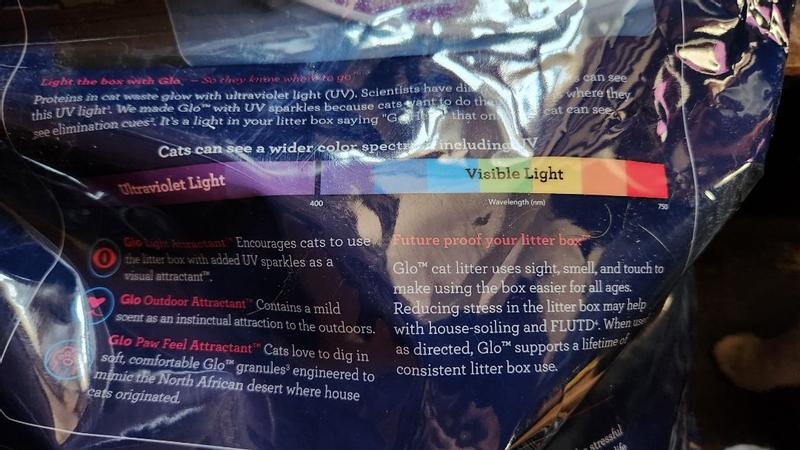 Light the box with Glo – So they know where to go™
Proteins in cat waste glow with ultraviolet light (UV). Scientists have dis s can see
this UV light¹. We made Glo™ with UV sparkles because cats want to do the where they
see elimination cues². It's a light in your litter box saying "Go that on cat can see.
Cats can see a wider color spectr including UV
Ultraviolet Light
Visible Light
400
Wavelength (nm)
750
Glo Light Attractant™ Encourages cats to use
the litter box with added UV sparkles as a
visual attractant™.
Glo Outdoor Attractant™ Contains a mild
scent as an instinctual attraction to the outdoors.
Glo Paw Feel Attractant™ Cats love to dig in
soft, comfortable Glo™ granules³ engineered to
mimic the North African desert where house
cats originated.
Future proof your litter box™
Glo™ cat litter uses sight, smell, and touch to
make using the box easier for all ages.
Reducing stress in the litter box may help
with house-soiling and FLUTD⁴. When used
as directed, Glo™ supports a lifetime of
consistent litter box use.
stressful